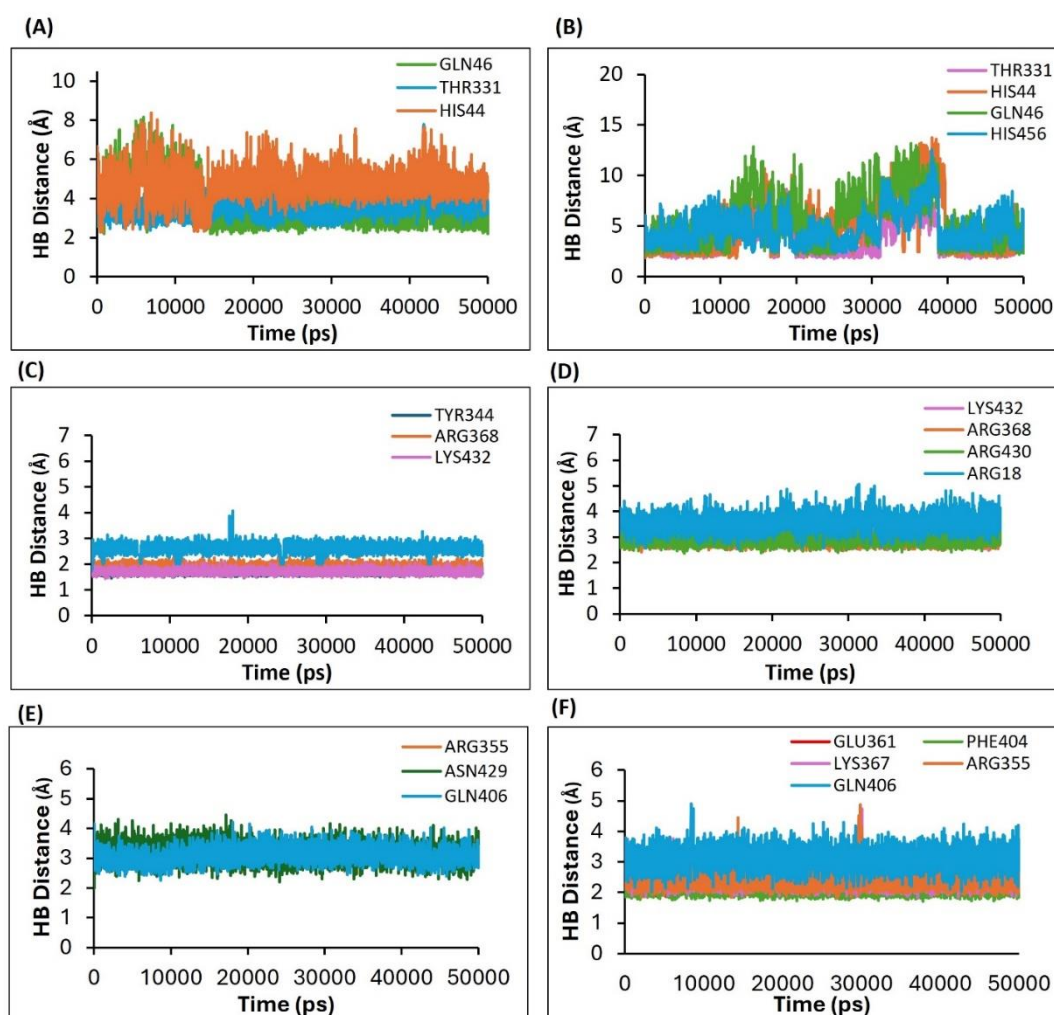 (A)
GLN46
THR331
HIS44
HB Distance (Å)
10
8
6
4
2
0
0 10000 20000 30000 40000 50000
Time (ps)
(B)
THR331
HIS44
GLN46
HIS456
HB Distance (Å)
20
15
10
5
0
0 10000 20000 30000 40000 50000
Time (ps)
(C)
TYR344
ARG368
LYS432
HB Distance (Å)
7
6
5
4
3
2
1
0
0 10000 20000 30000 40000 50000
Time (ps)
(D)
LYS432
ARG368
ARG430
ARG18
HB Distance (Å)
7
6
5
4
3
2
1
0
0 10000 20000 30000 40000 50000
Time (ps)
(E)
ARG355
ASN429
GLN406
HB Distance (Å)
6
5
4
3
2
1
0
0 10000 20000 30000 40000 50000
Time (ps)
(F)
GLU361 PHE404
LYS367 ARG355
GLN406
HB Distance (Å)
6
5
4
3
2
1
0
0 10000 20000 30000 40000 50000
Time (ps)